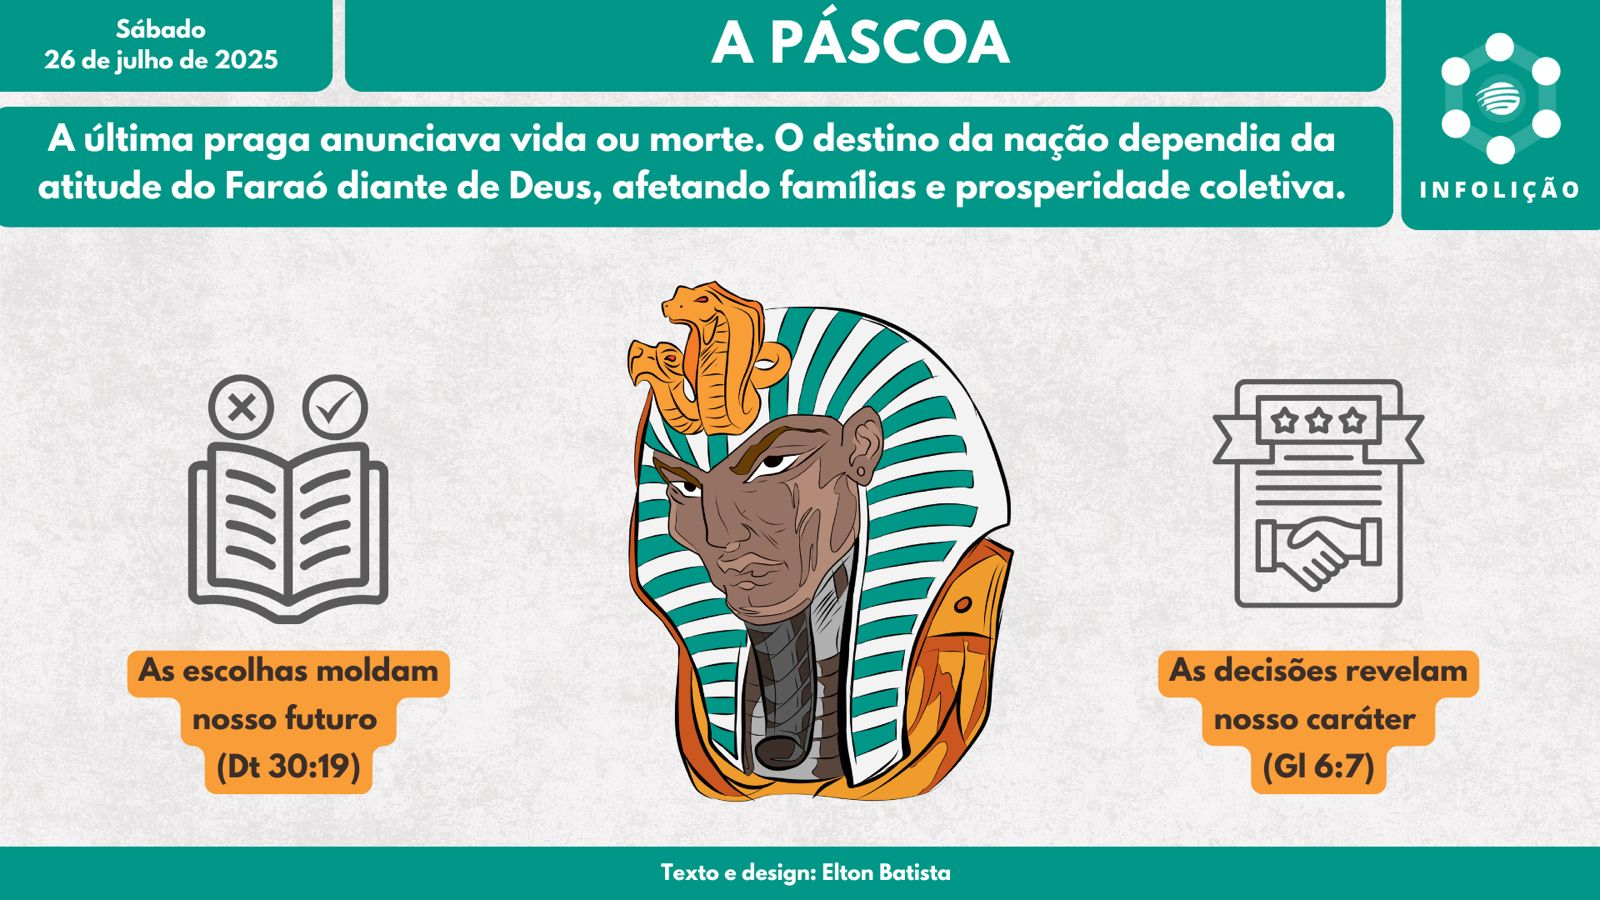 Sábado
26 de julho de 2025
A PÁSCOA
INFOLIÇÃO
A última praga anunciava vida ou morte. O destino da nação dependia da
atitude do Faraó diante de Deus, afetando famílias e prosperidade coletiva.
As escolhas moldam
nosso futuro
(Dt 30:19)
As decisões revelam
nosso caráter
(Gl 6:7)
Texto e design: Elton Batista